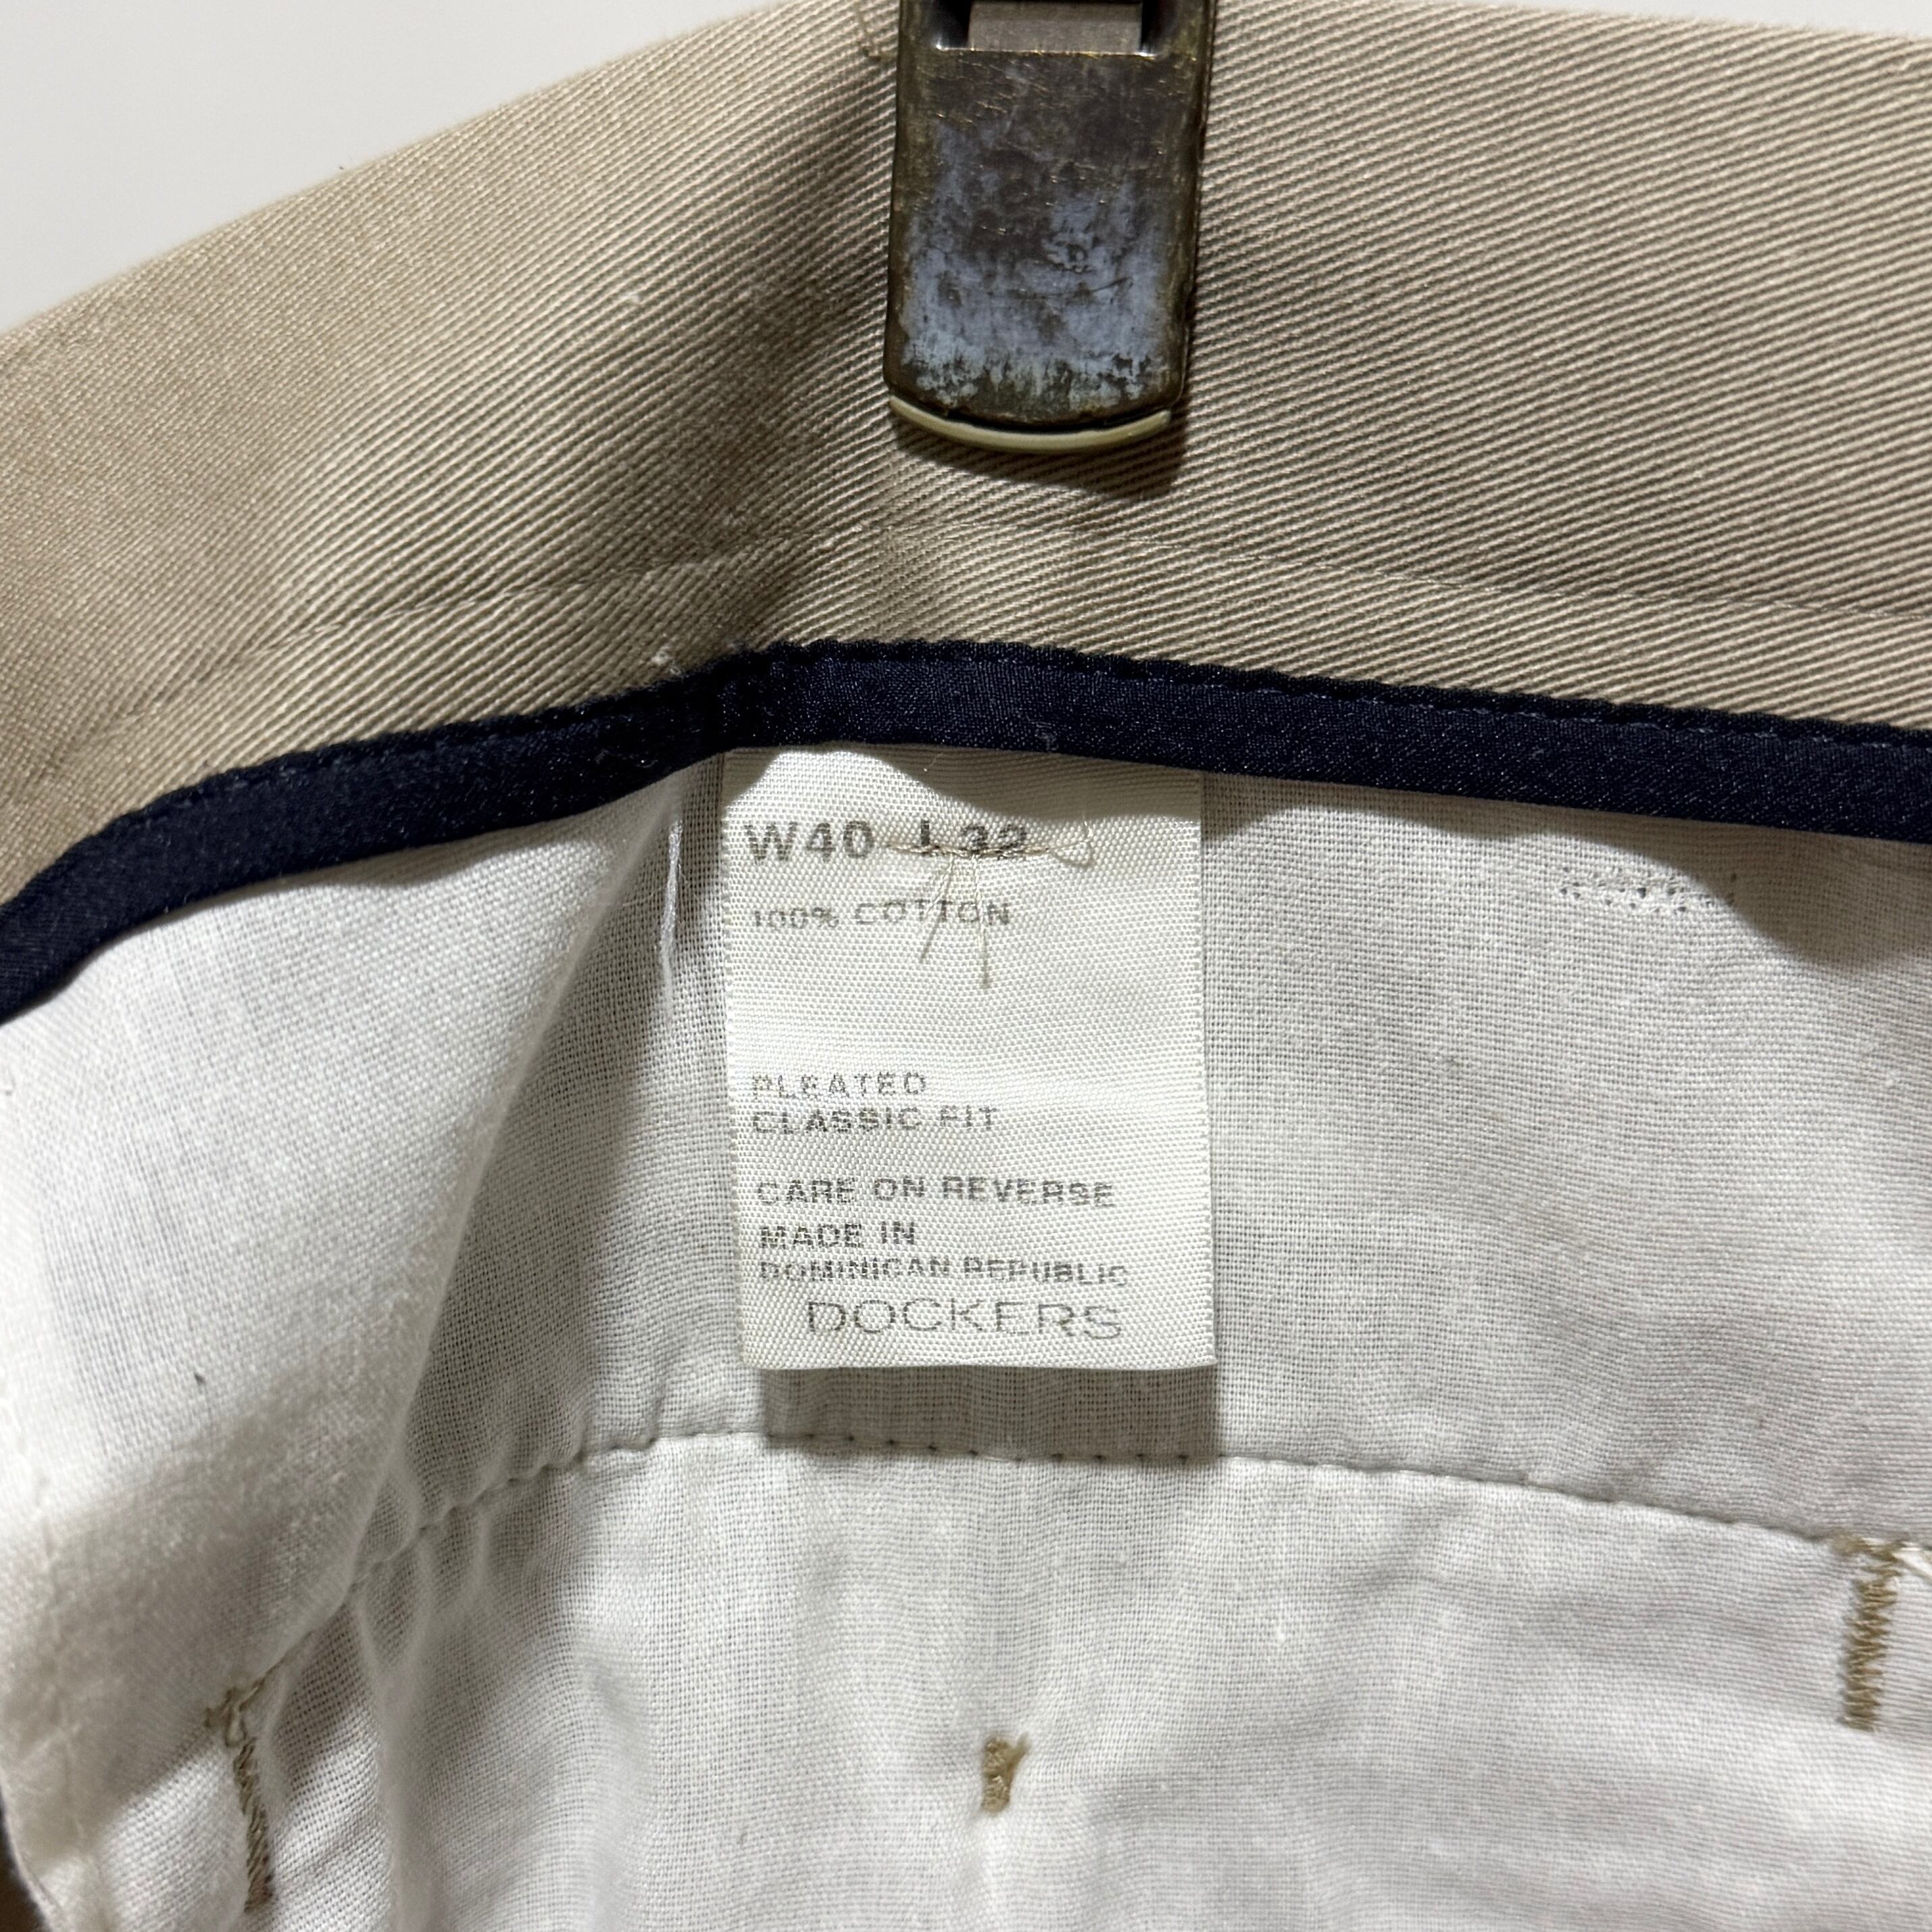 W40 L32
100% COTTON
PLEATED
CLASSIC FIT
CARE ON REVERSE
MADE IN
DOMINICAN REPUBLIC
DOCKERS